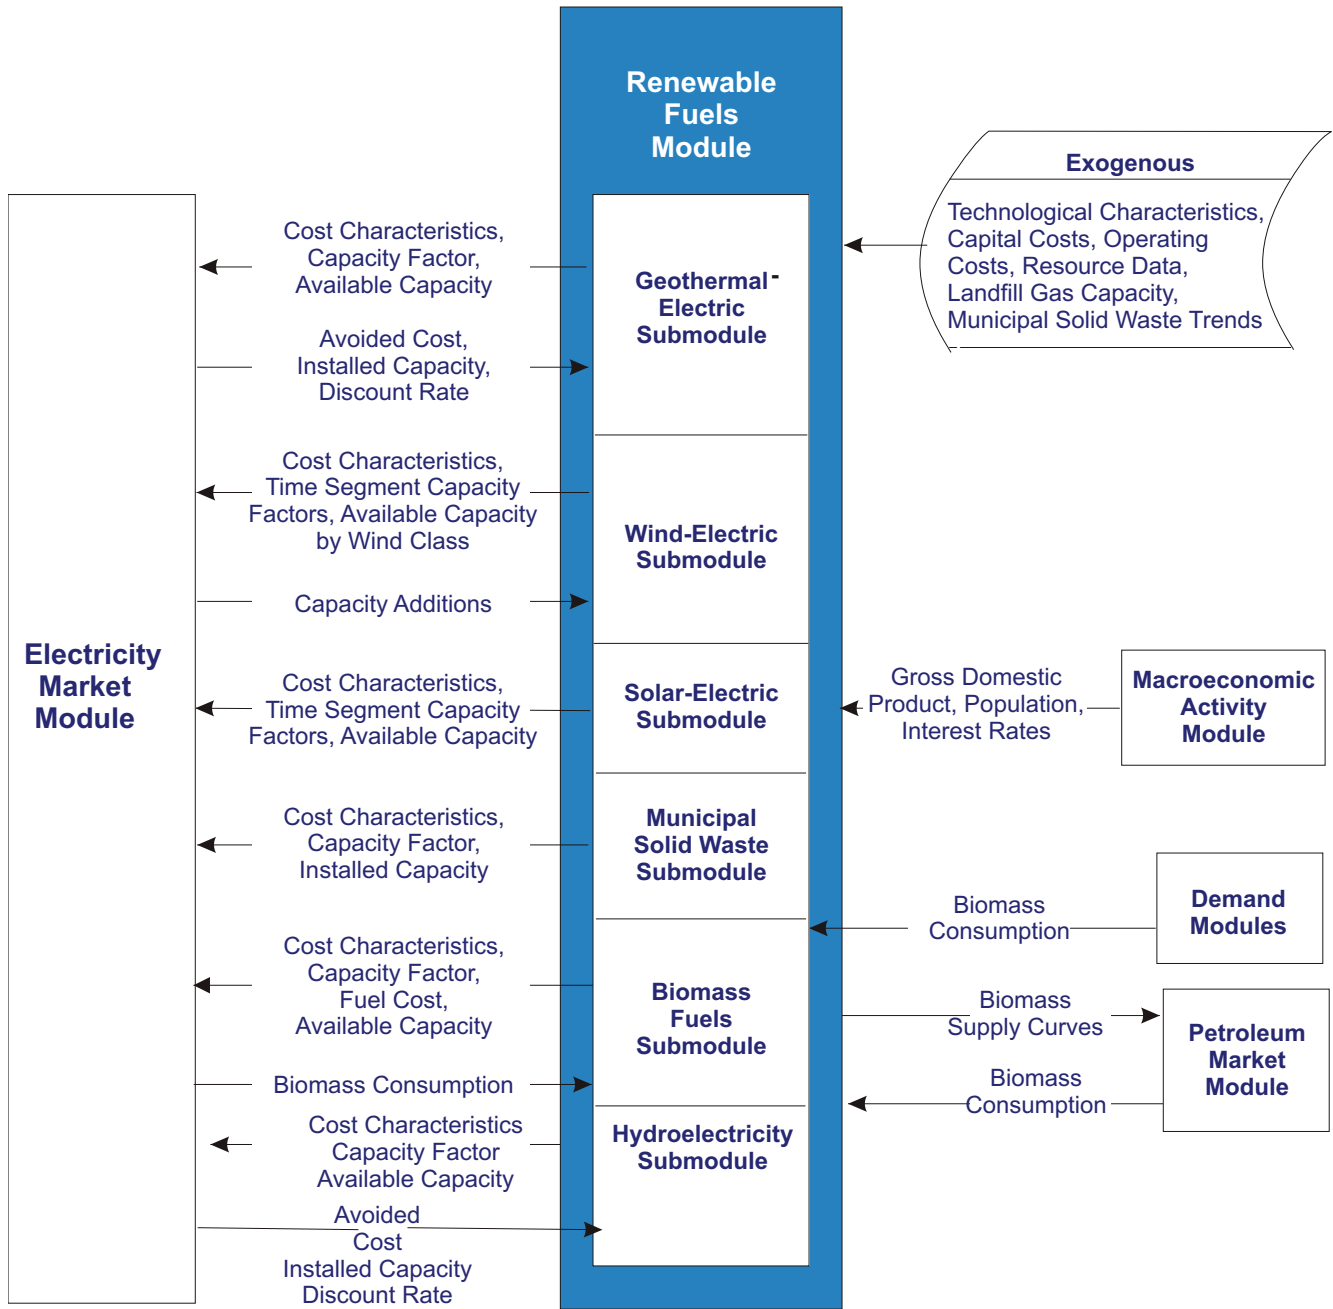 Renewable
Fuels
Module
Exogenous
Technological Characteristics,
Capital Costs, Operating
Costs, Resource Data,
Landfill Gas Capacity,
Municipal Solid Waste Trends
Cost Characteristics,
Capacity Factor,
Available Capacity
Geothermal-
Electric
Submodule
Avoided Cost,
Installed Capacity,
Discount Rate
Cost Characteristics,
Time Segment Capacity
Factors, Available Capacity
by Wind Class
Wind-Electric
Submodule
Capacity Additions
Electricity
Market
Module
Cost Characteristics,
Time Segment Capacity
Factors, Available Capacity
Solar-Electric
Submodule
Gross Domestic
Product, Population,
Interest Rates
Macroeconomic
Activity
Module
Cost Characteristics,
Capacity Factor,
Installed Capacity
Municipal
Solid Waste
Submodule
Biomass
Consumption
Demand
Modules
Cost Characteristics,
Capacity Factor,
Fuel Cost,
Available Capacity
Biomass
Fuels
Submodule
Biomass
Supply Curves
Petroleum
Market
Module
Biomass Consumption
Biomass
Consumption
Cost Characteristics
Capacity Factor
Available Capacity
Hydroelectricity
Submodule
Avoided
Cost
Installed Capacity
Discount Rate